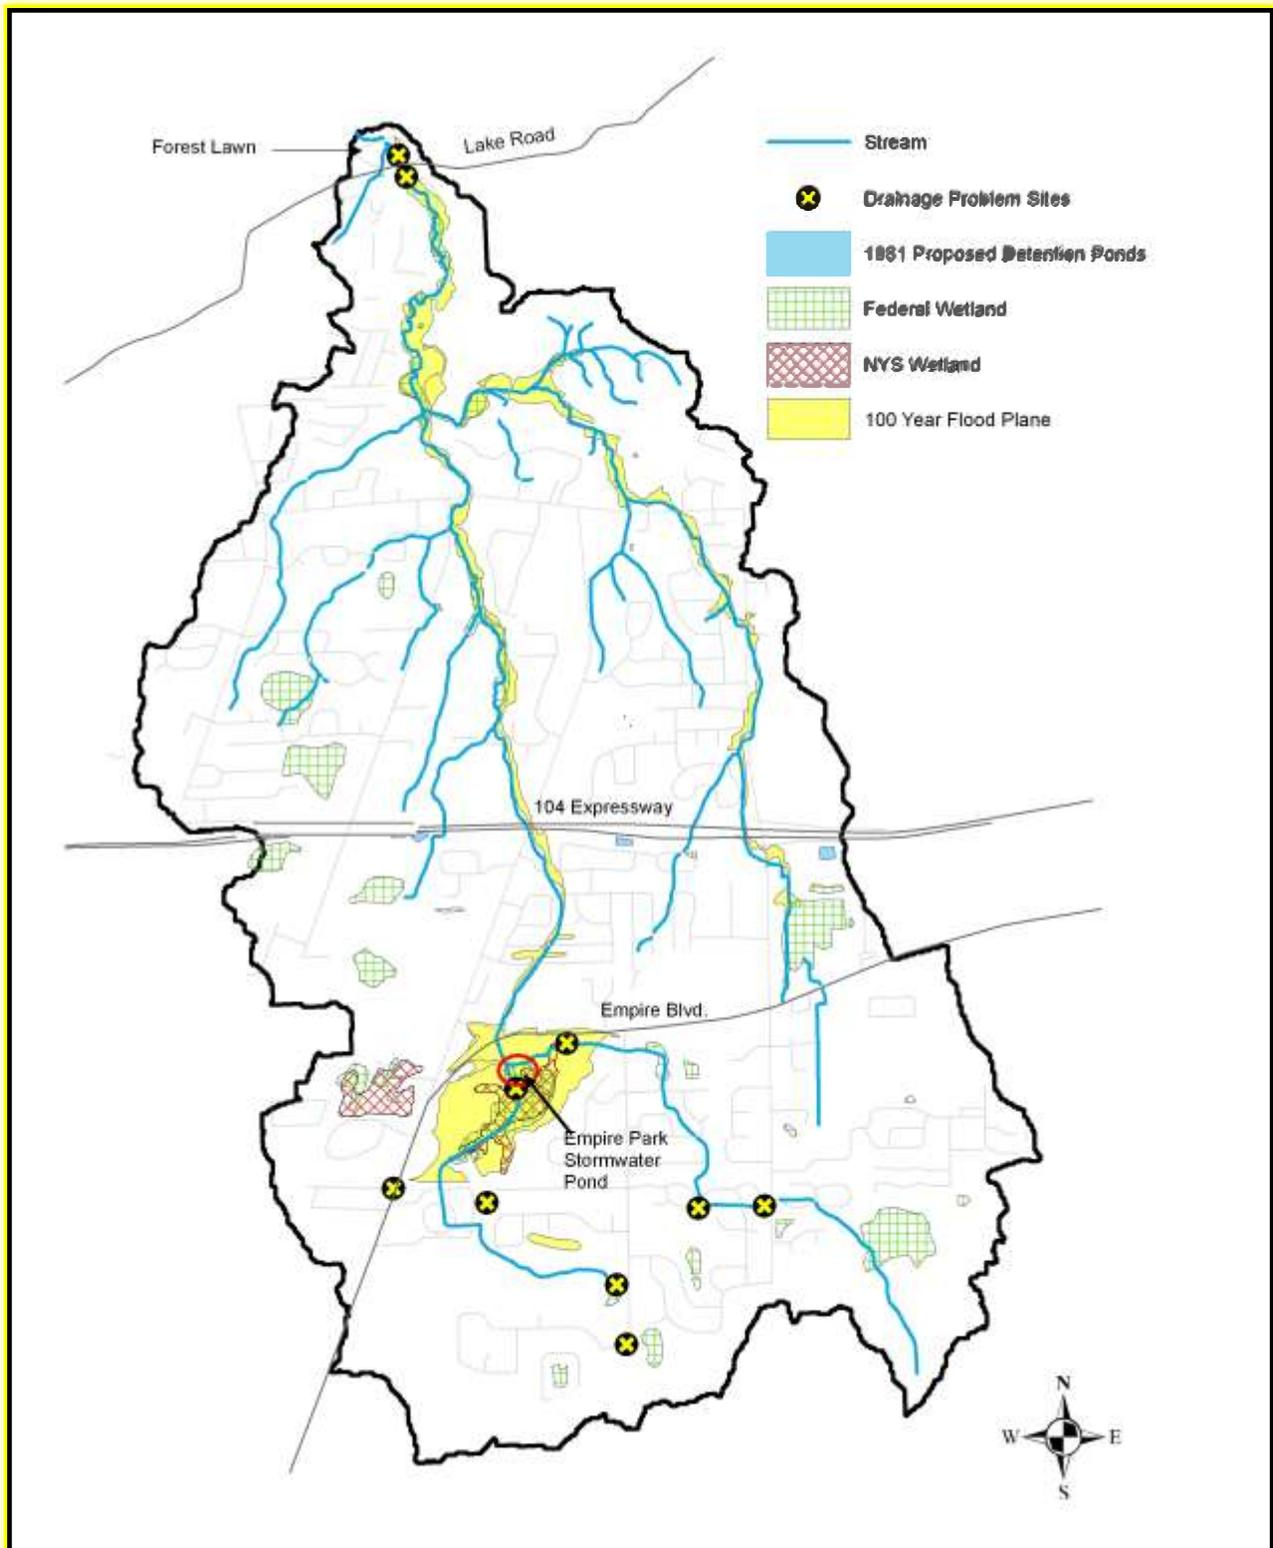 Forest Lawn
Lake Road
Stream
Drainage Problem Sites
1981 Proposed Detention Ponds
Federal Wetland
NYS Wetland
100 Year Flood Plane
104 Expressway
Empire Blvd.
Empire Park
Stormwater
Pond
N
W E
S